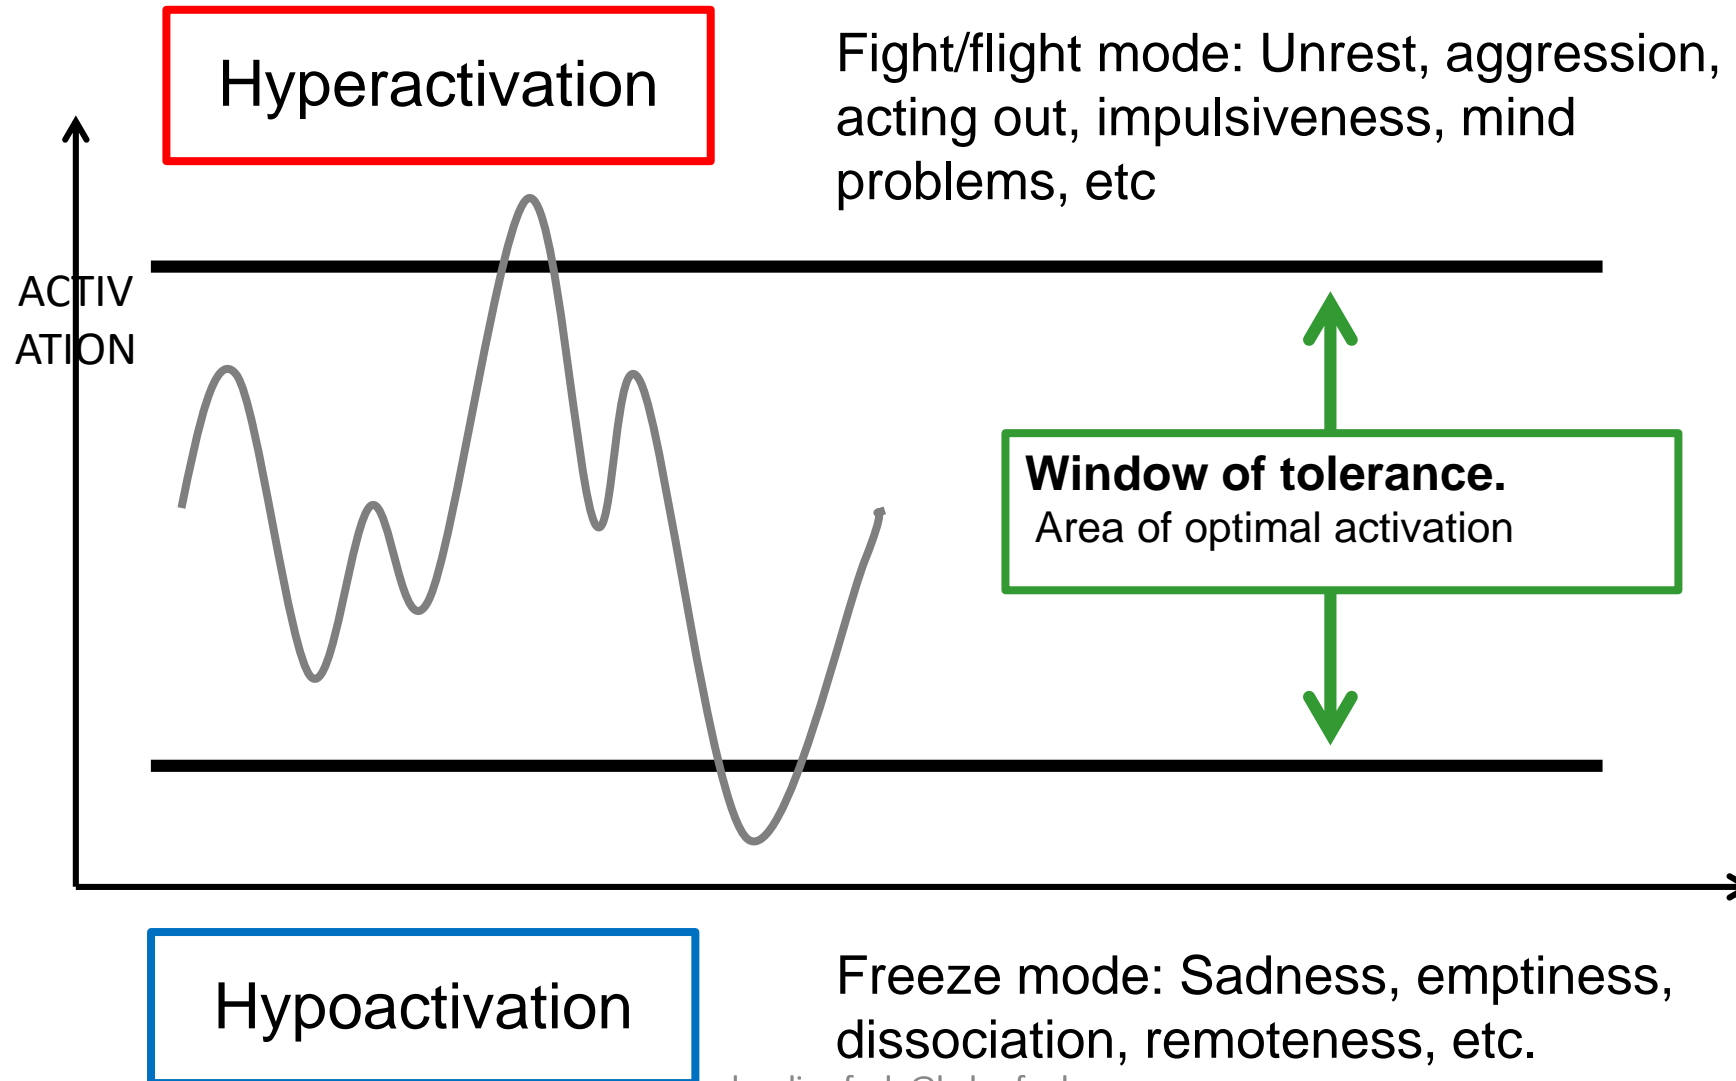 Hyperactivation
Fight/flight mode: Unrest, aggression,
acting out, impulsiveness, mind
problems, etc
ACTIV
ATION
Window of tolerance.
Area of optimal activation
Hypoactivation
Freeze mode: Sadness, emptiness,
dissociation, remoteness, etc.